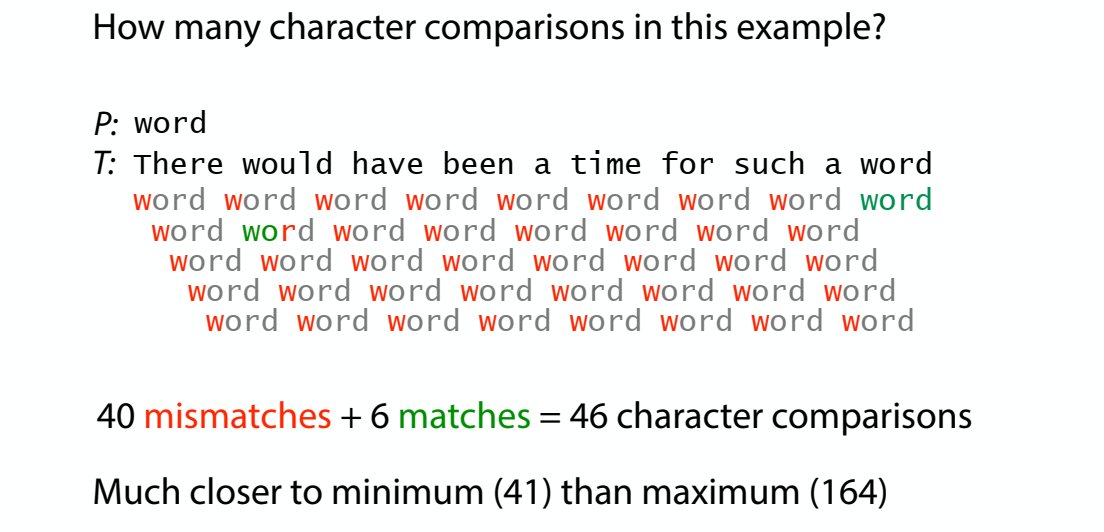 How many character comparisons in this example?
P: word
T: There would have been a time for such a word
word word word word word word word word word
word word word word word word word word
word word word word word word word word
word word word word word word word word
word word word word word word word word
40 mismatches + 6 matches = 46 character comparisons
Much closer to minimum (41) than maximum (164)